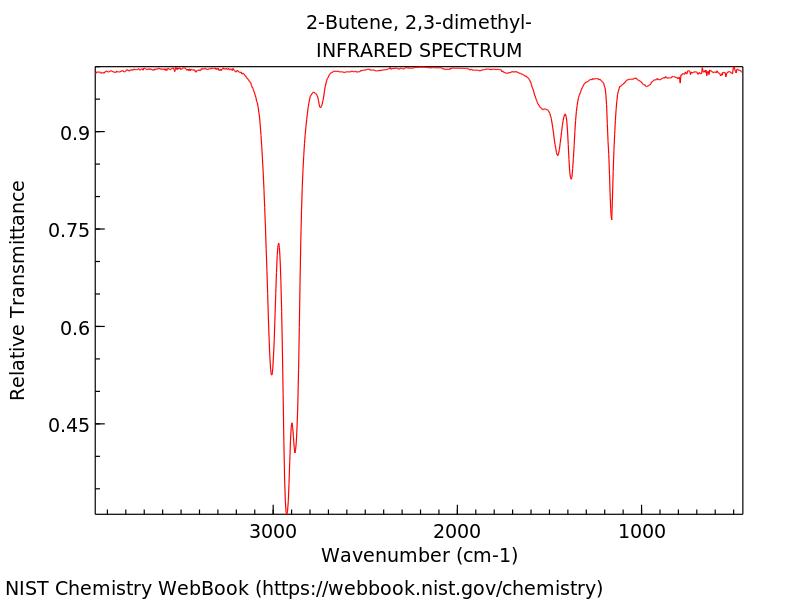 2-Butene, 2,3-dimethyl-
INFRARED SPECTRUM
0.9
0.75
0.6
0.45
Relative Transmittance
3000 2000 1000
Wavenumber (cm-1)
NIST Chemistry WebBook (https://webbook.nist.gov/chemistry)